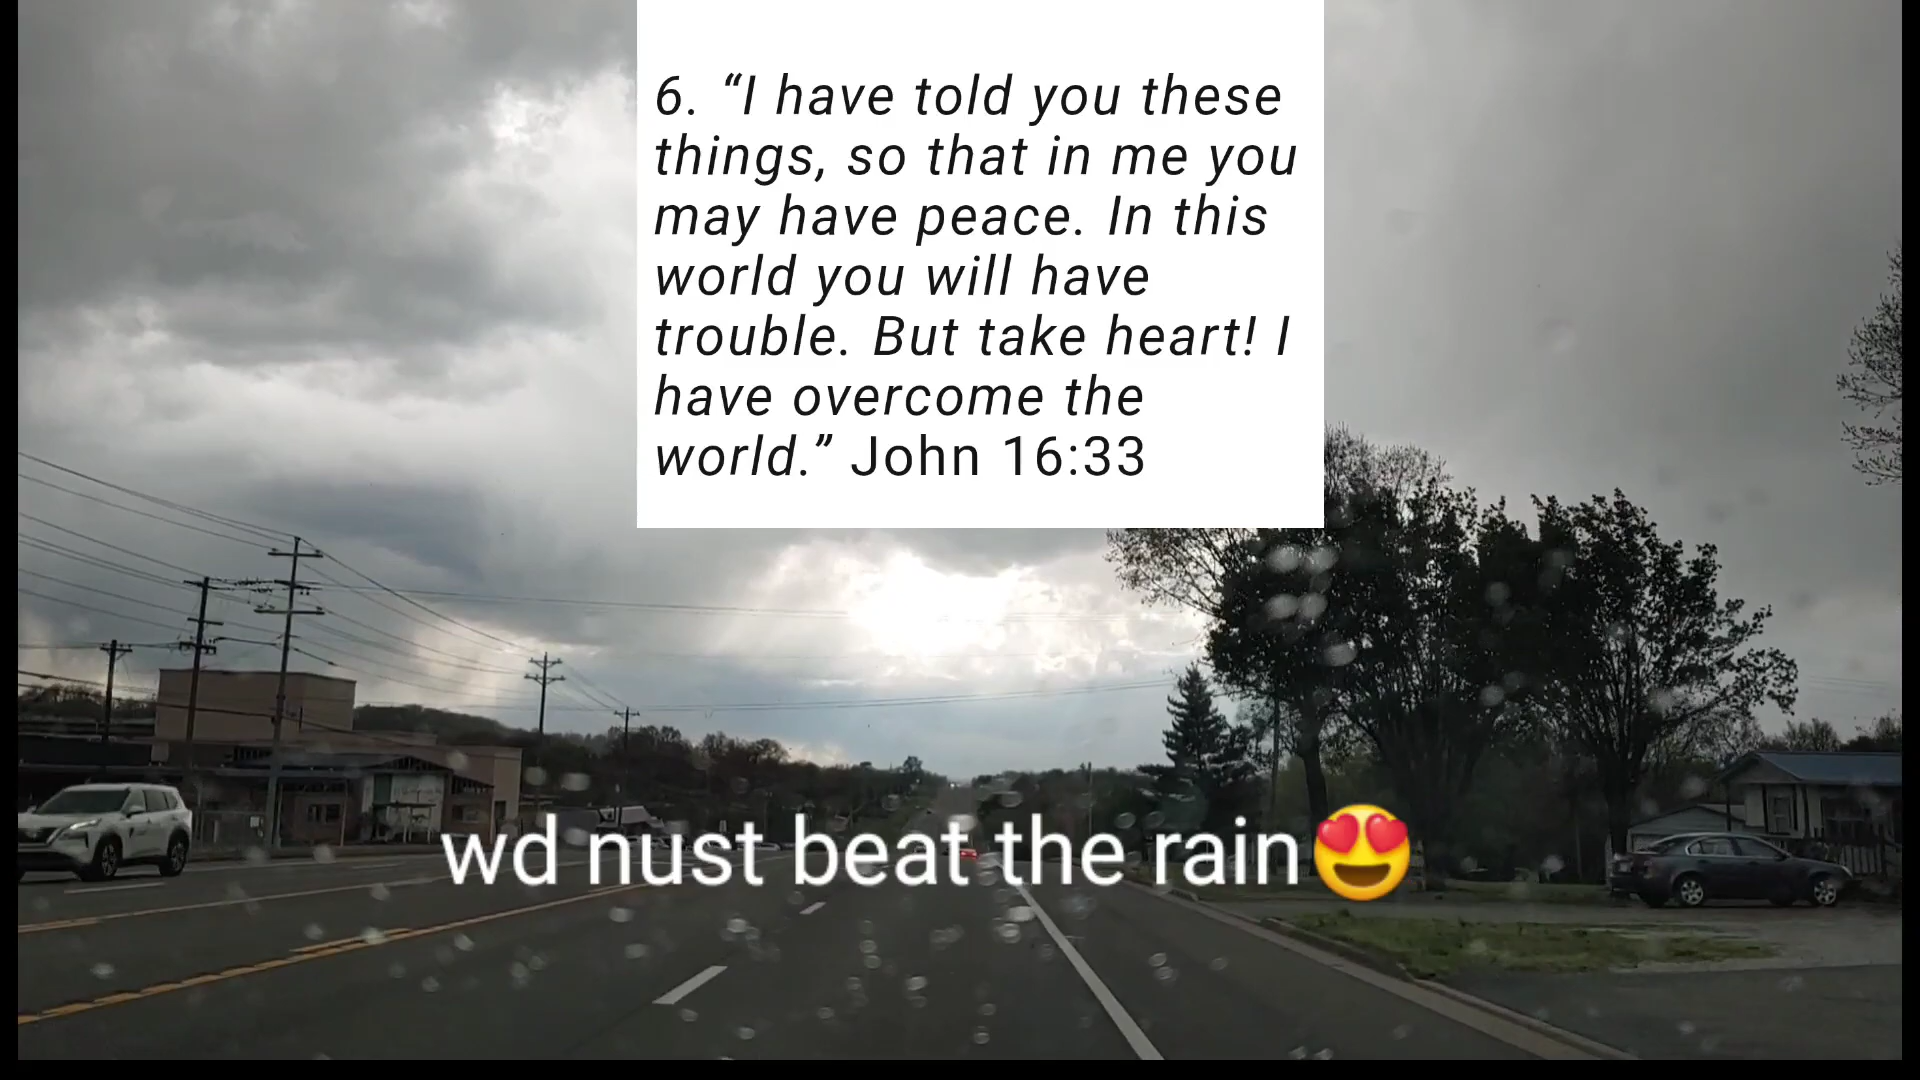 6. “I have told you these
things, so that in me you
may have peace. In this
world you will have
trouble. But take heart! I
have overcome the
world.” John 16:33
wd nust beat the rain😍